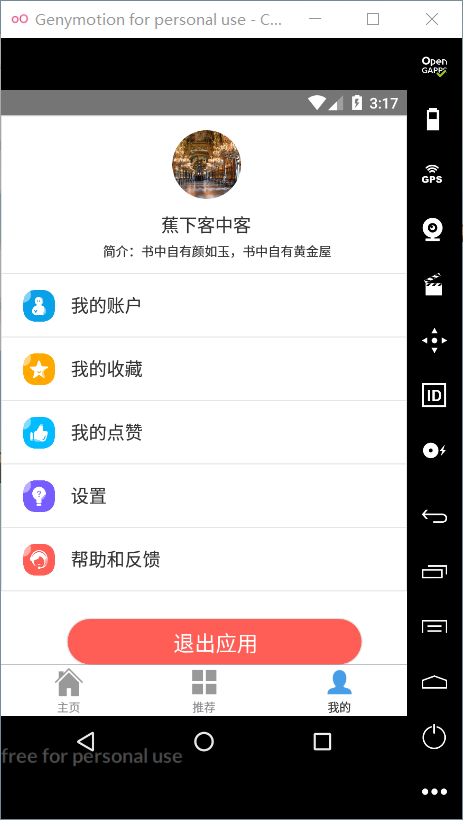 Genymotion for personal use - C...
Open
GAPPS
3:17
蕉下客中客
简介：书中自有颜如玉，书中自有黄金屋
GPS
我的账户
我的收藏
ID
我的点赞
设置
帮助和反馈
退出应用
主页
推荐
我的
free for personal use